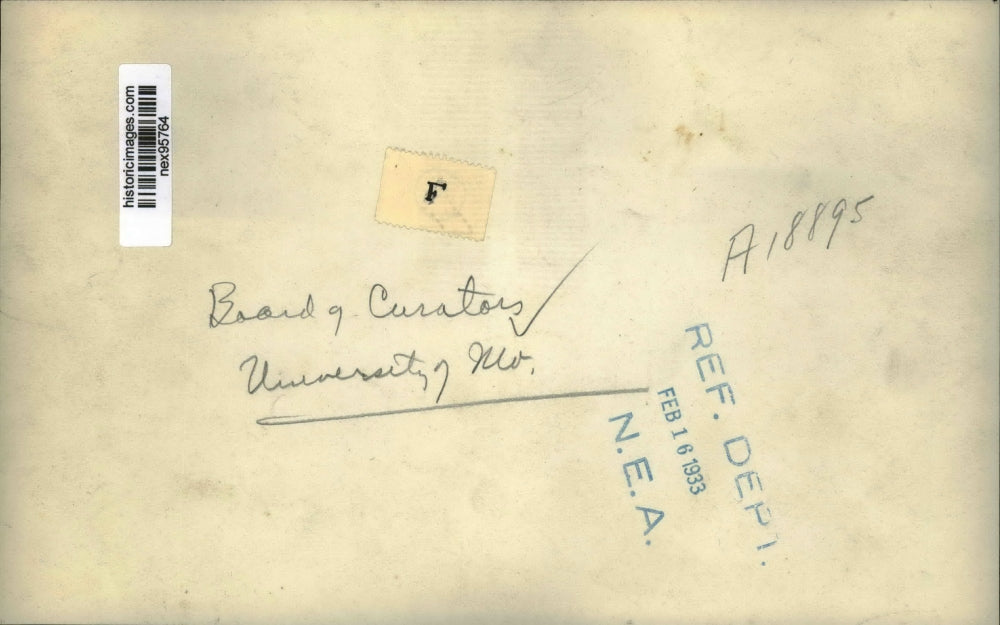 historicimages.com
nex95764
F
A18895
Board of Curators
University of Mo.
REF. DEPT.
FEB 16 1933
N.E.A.